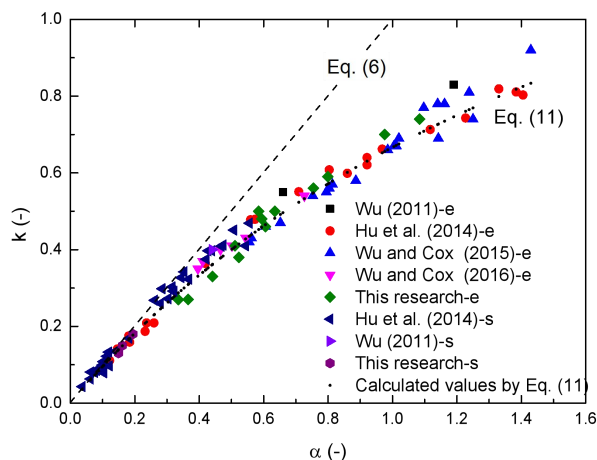 1.0
0.8
0.6
0.4
0.2
0.0
k (-)
Eq. (6)
Eq. (11)
Wu (2011)-e
Hu et al. (2014)-e
Wu and Cox (2015)-e
Wu and Cox (2016)-e
This research-e
Hu et al. (2014)-s
Wu (2011)-s
This research-s
Calculated values by Eq. (11)
0.0 0.2 0.4 0.6 0.8 1.0 1.2 1.4 1.6
α (-)